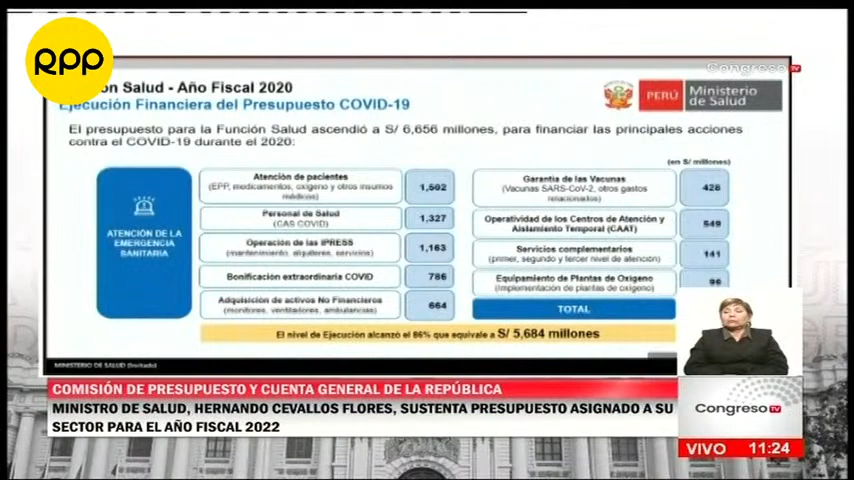 rpp
Congreso TV
ón Salud - Año Fiscal 2020
Ejecución Financiera del Presupuesto COVID-19
PERÚ Ministerio
de Salud
El presupuesto para la Función Salud ascendió a S/ 6,656 millones, para financiar las principales acciones
contra el COVID-19 durante el 2020:
(en S/ millones)
ATENCIÓN DE LA
EMERGENCIA
SANITARIA
Atención de pacientes
(EPP, medicamentos, oxígeno y otros insumos
médicos)
1,502
Personal de Salud
(CAS COVID)
1,327
Operación de las IPRESS
(mantenimiento, alquileres, servicios)
1,163
Bonificación extraordinaria COVID
786
Adquisición de activos No Financieros
(monitores, ventiladores, ambulancias)
664
Garantía de las Vacunas
(Vacunas SARS-CoV-2, otros gastos
relacionados)
428
Operatividad de los Centros de Atención y
Aislamiento Temporal (CAAT)
549
Servicios complementarios
(primer, segundo y tercer nivel de atención)
141
Equipamiento de Plantas de Oxígeno
(Implementación de plantas de oxígeno)
96
TOTAL
El nivel de Ejecución alcanzó el 86% que equivale a S/ 5,684 millones
MINISTERIO DE SALUD (Invitado)
COMISIÓN DE PRESUPUESTO Y CUENTA GENERAL DE LA REPÚBLICA
MINISTRO DE SALUD, HERNANDO CEVALLOS FLORES, SUSTENTA PRESUPUESTO ASIGNADO A SU
SECTOR PARA EL AÑO FISCAL 2022
Congreso TV
VIVO 11:24